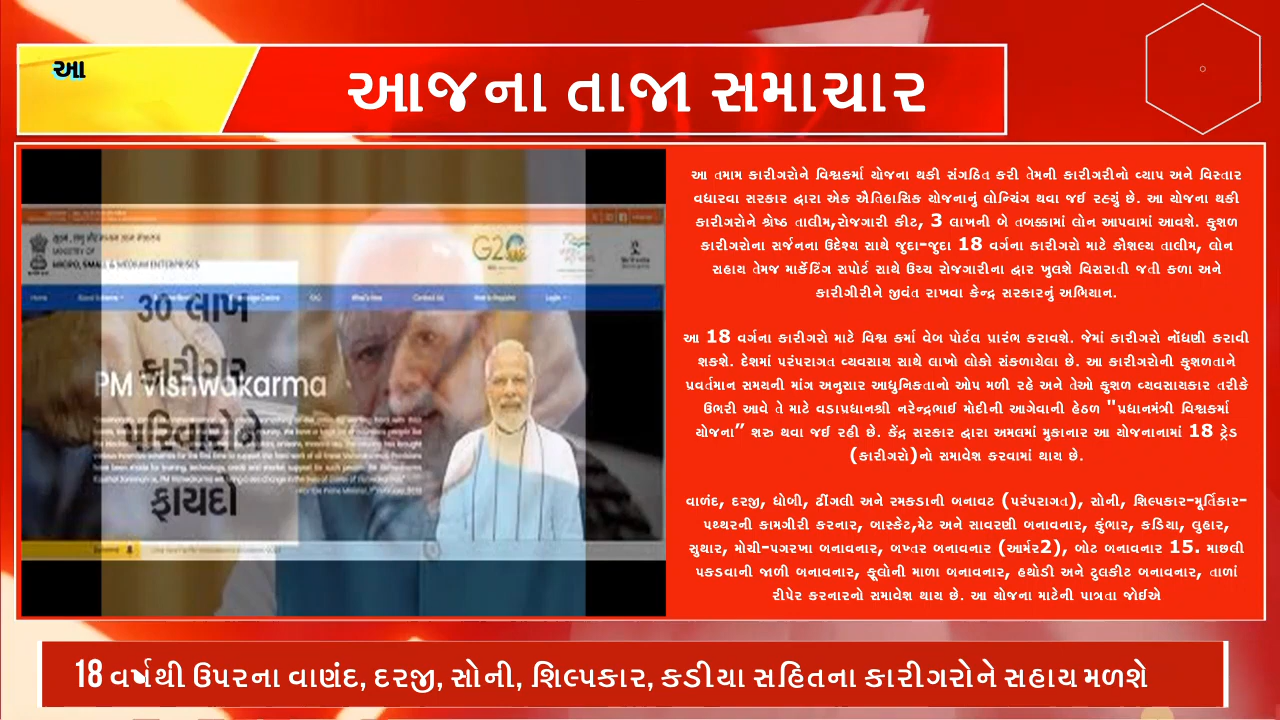 આ
આજના તાજા સમાચાર
G20
MINISTRY OF
MICRO, SMALL & MEDIUM ENTERPRISES
30 લાખ
કારીગર
PM Vishwakarma
પરિવારોને
ફાયદો
આ તમામ કારીગરોને વિશ્વકર્મા યોજના થકી સંગઠિત કરી તેમની કારીગરીનો વ્યાપ અને વિસ્તાર
વધારવા સરકાર દ્વારા એક ઐતિહાસિક યોજનાનું લોન્ચિંગ થવા જઈ રહ્યું છે. આ યોજના થકી
કારીગરોને શ્રેષ્ઠ તાલીમ,રોજગારી કીટ, 3 લાખની બે તબક્કામાં લોન આપવામાં આવશે. કુશળ
કારીગરોના સર્જનના ઉદેશ્ય સાથે જુદા-જુદા 18 વર્ગના કારીગરો માટે કૌશલ્ય તાલીમ, લોન
સહાય તેમજ માર્કેટિંગ સપોર્ટ સાથે ઉચ્ચ રોજગારીના દ્વાર ખુલશે વિસરાતી જતી કળા અને
કારીગીરીને જીવંત રાખવા કેન્દ્ર સરકારનું અભિયાન.
આ 18 વર્ગના કારીગરો માટે વિશ્વ કર્મા વેબ પોર્ટલ પ્રારંભ કરાવશે. જેમાં કારીગરો નોંધણી કરાવી
શકશે. દેશમાં પરંપરાગત વ્યવસાય સાથે લાખો લોકો સંકળાયેલા છે. આ કારીગરોની કુશળતાને
પ્રવર્તમાન સમયની માંગ અનુસાર આધુનિકતાનો ઓપ મળી રહે અને તેઓ કુશળ વ્યવસાયકાર તરીકે
ઉભરી આવે તે માટે વડાપ્રધાનશ્રી નરેન્દ્રભાઈ મોદીની આગેવાની હેઠળ "પ્રધાનમંત્રી વિશ્વકર્મા
યોજના” શરુ થવા જઈ રહી છે. કેંદ્ર સરકાર દ્વારા અમલમાં મુકાનાર આ યોજનાનામાં 18 ટ્રેડ
(કારીગરો)નો સમાવેશ કરવામાં થાય છે.
વાળંદ, દરજી, ધોબી, ઢીંગલી અને રમકડાની બનાવટ (પરંપરાગત), સોની, શિલ્પકાર-મૂર્તિકાર-
પથ્થરની કામગીરી કરનાર, બાસ્કેટ,મેટ અને સાવરણી બનાવનાર, કુંભાર, કડિયા, લુહાર,
સુથાર, મોચી-પગરખા બનાવનાર, બખ્તર બનાવનાર (આર્મર2), બોટ બનાવનાર 15. માછલી
પકડવાની જાળી બનાવનાર, ફૂલોની માળા બનાવનાર, હથોડી અને ટુલકીટ બનાવનાર, તાળાં
રીપેર કરનારનો સમાવેશ થાય છે. આ યોજના માટેની પાત્રતા જોઈએ
18 વર્ષથી ઉપરના વાણંદ, દરજી, સોની, શિલ્પકાર, કડીયા સહિતના કારીગરોને સહાય મળશે